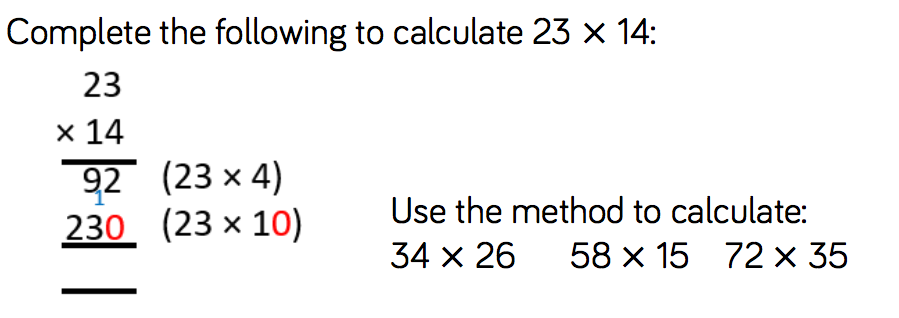 Complete the following to calculate 23 × 14:
23
× 14
92 (23 × 4)
1
230 (23 × 10)
Use the method to calculate:
34 × 26 58 × 15 72 × 35